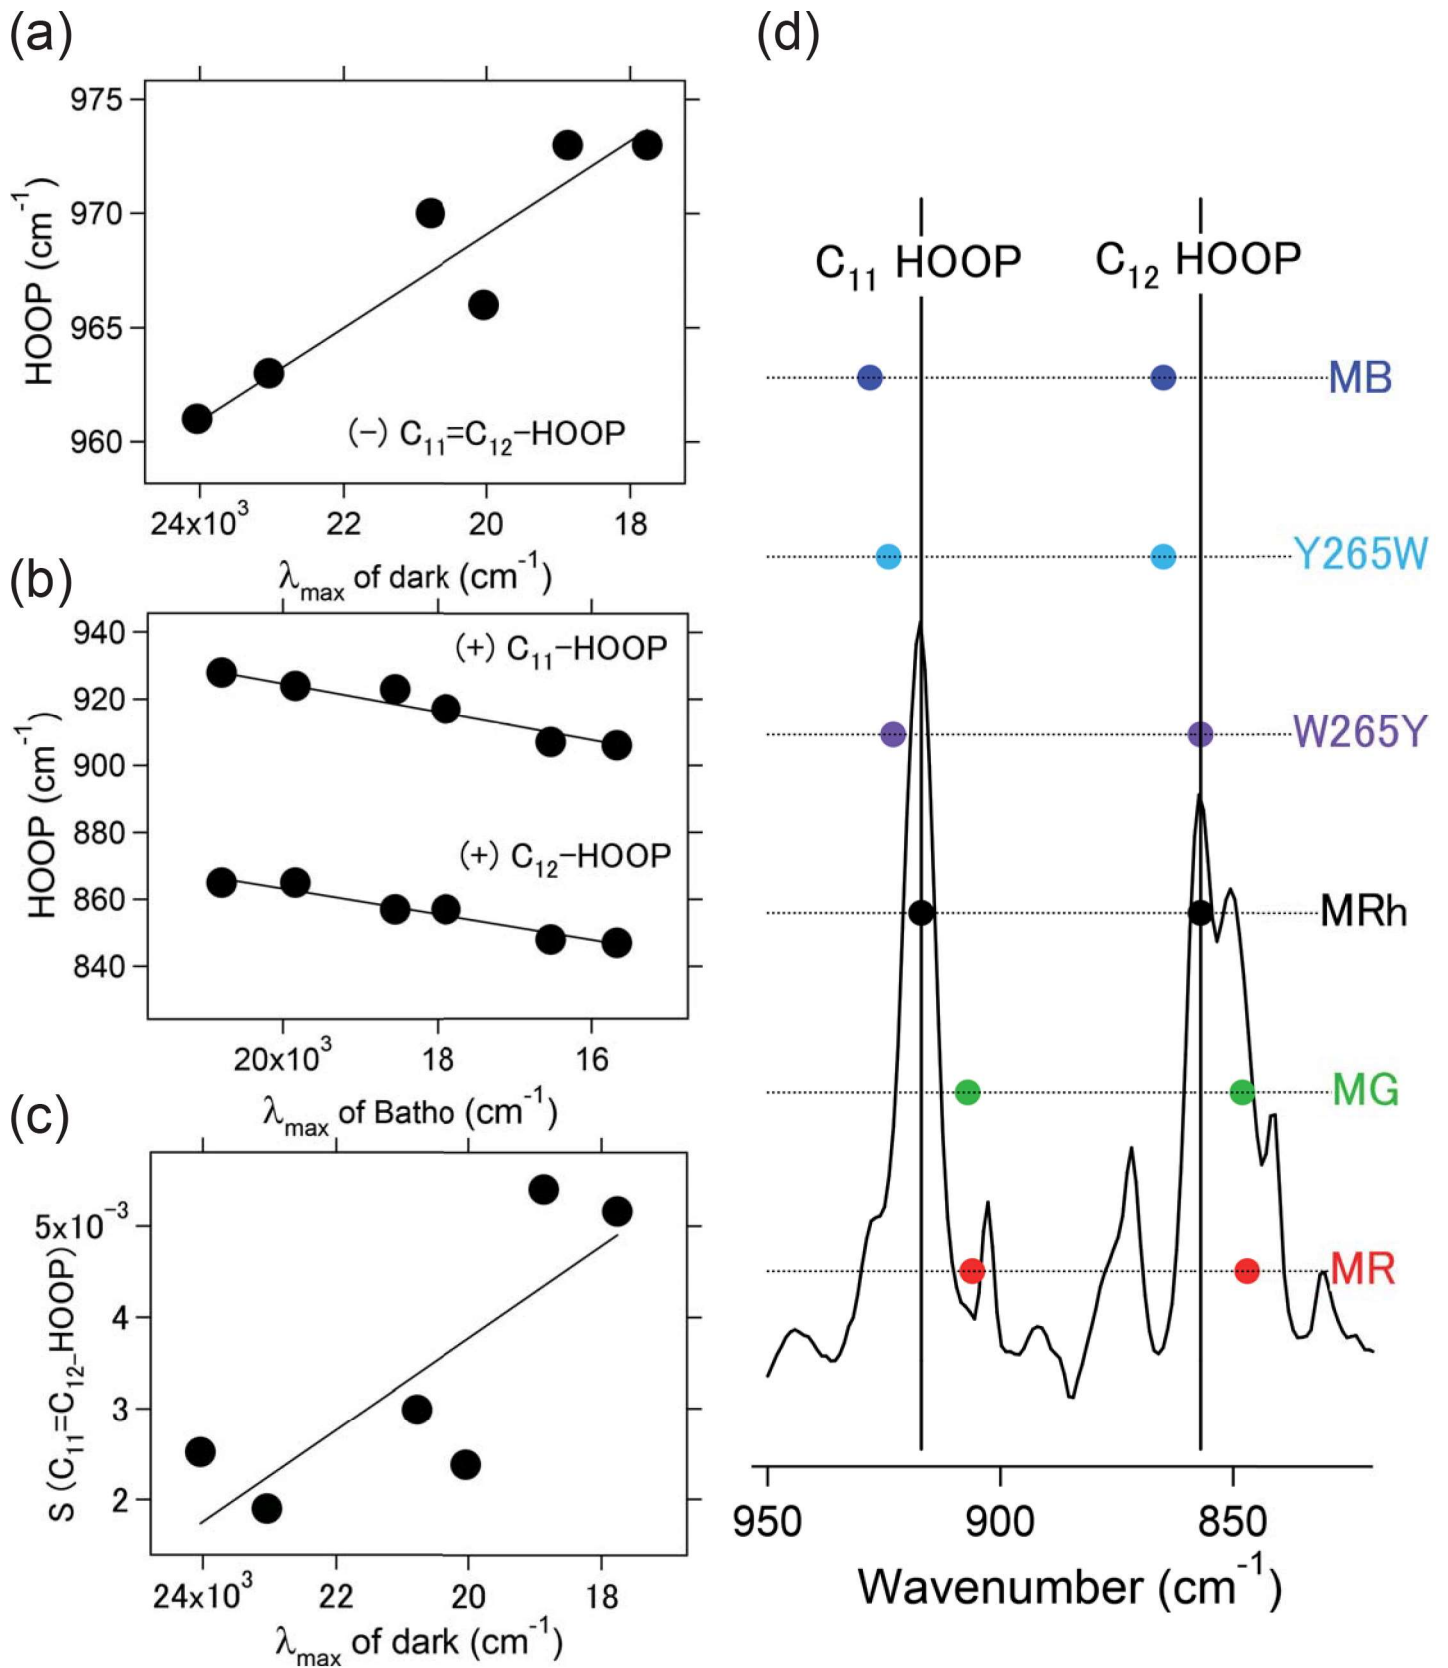 (a)
975
970
965
960
HOOP (cm⁻¹)
(−) C₁₁=C₁₂−HOOP
24x10³ 22 20 18
λmax of dark (cm⁻¹)
(b)
940
920
900
880
860
840
HOOP (cm⁻¹)
(+) C₁₁−HOOP
(+) C₁₂−HOOP
20x10³ 18 16
λmax of Batho (cm⁻¹)
(c)
5x10⁻³
4
3
2
S (C₁₁=C₁₂−HOOP)
24x10³ 22 20 18
λmax of dark (cm⁻¹)
(d)
C₁₁ HOOP C₁₂ HOOP
MB
Y265W
W265Y
MRh
MG
MR
950 900 850
Wavenumber (cm⁻¹)